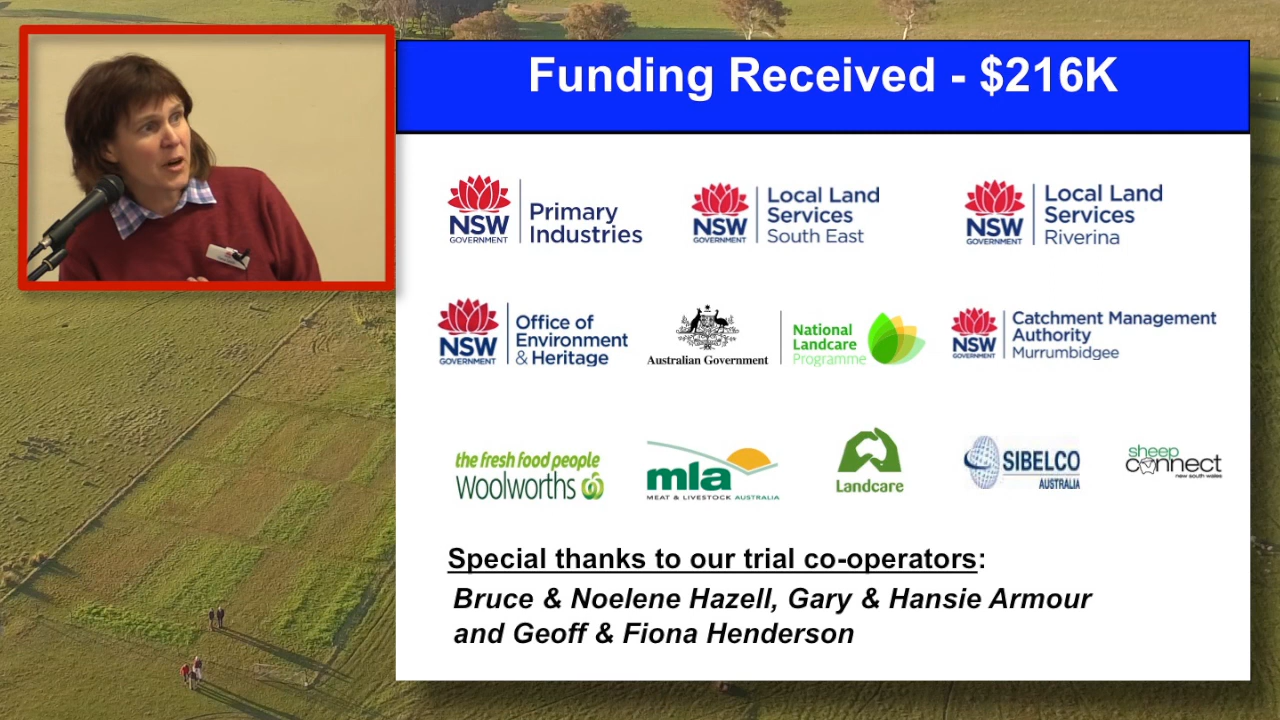 Funding Received - $216K
NSW
GOVERNMENT
Primary
Industries
NSW
GOVERNMENT
Local Land
Services
South East
NSW
GOVERNMENT
Local Land
Services
Riverina
NSW
GOVERNMENT
Office of
Environment
& Heritage
Australian Government
National
Landcare
Programme
NSW
GOVERNMENT
Catchment Management
Authority
Murrumbidgee
the fresh food people
Woolworths
mla
MEAT & LIVESTOCK AUSTRALIA
Landcare
SIBELCO
AUSTRALIA
sheep
connect
new south wales
Special thanks to our trial co-operators:
Bruce & Noelene Hazell, Gary & Hansie Armour
and Geoff & Fiona Henderson